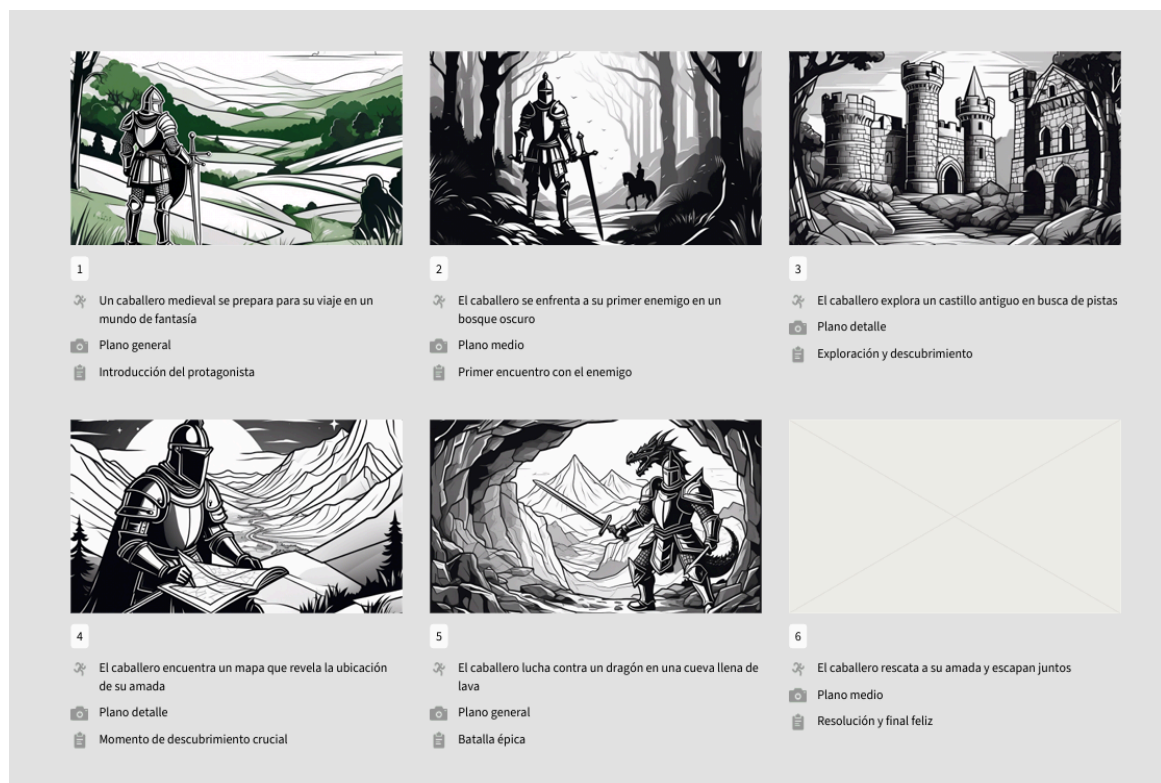 1
Un caballero medieval se prepara para su viaje en un
mundo de fantasía
Plano general
Introducción del protagonista
2
El caballero se enfrenta a su primer enemigo en un
bosque oscuro
Plano medio
Primer encuentro con el enemigo
3
El caballero explora un castillo antiguo en busca de pistas
Plano detalle
Exploración y descubrimiento
4
El caballero encuentra un mapa que revela la ubicación
de su amada
Plano detalle
Momento de descubrimiento crucial
5
El caballero lucha contra un dragón en una cueva llena de
lava
Plano general
Batalla épica
6
El caballero rescata a su amada y escapan juntos
Plano medio
Resolución y final feliz